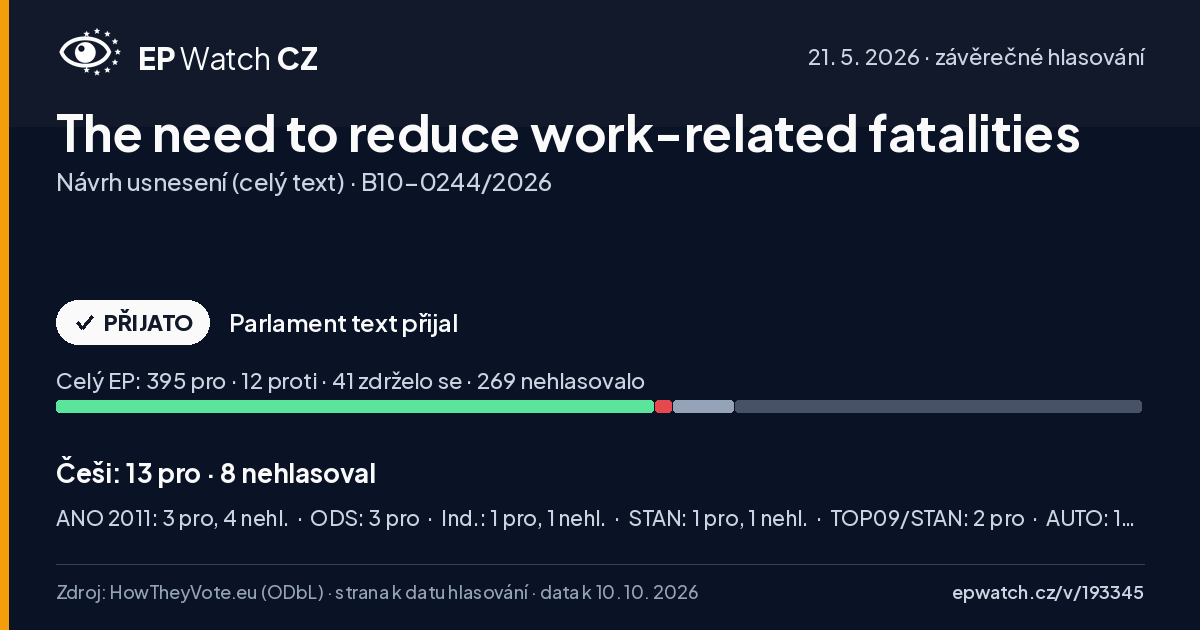 EP Watch CZ
21. 5. 2026 · závěrečné hlasování
The need to reduce work-related fatalities
Návrh usnesení (celý text) · B10-0244/2026
✓ PŘIJATO Parlament text přijal
Celý EP: 395 pro · 12 proti · 41 zdrželo se · 269 nehlasovalo
Češi: 13 pro · 8 nehlasoval
ANO 2011: 3 pro, 4 nehl. · ODS: 3 pro · Ind.: 1 pro, 1 nehl. · STAN: 1 pro, 1 nehl. · TOP09/STAN: 2 pro · AUTO: 1…
Zdroj: HowTheyVote.eu (ODbL) · strana k datu hlasování · data k 10. 10. 2026
epwatch.cz/v/193345